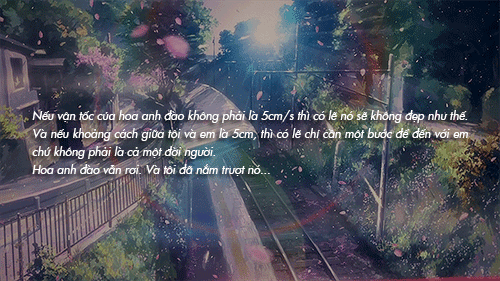 Nếu vận tốc của hoa anh đào không phải là 5cm/s thì có lẽ nó sẽ không đẹp như thế.
Và nếu khoảng cách giữa tôi và em là 5cm, thì có lẽ chỉ cần một bước để đến với em
chứ không phải là cả một đời người.
Hoa anh đào vẫn rơi. Và tôi đã nắm trượt nó...